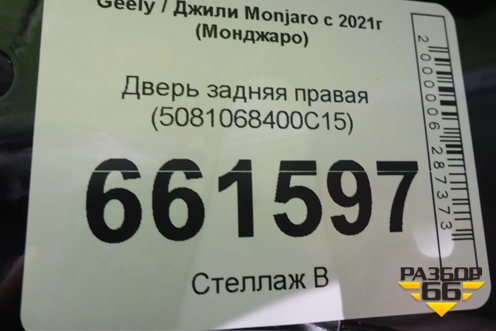 Geely / Джили Monjaro с 2021г
(Монджаро)
Дверь задняя правая
(5081068400C15)
661597
Стеллаж В
2000006287373
РАЗБОР
66